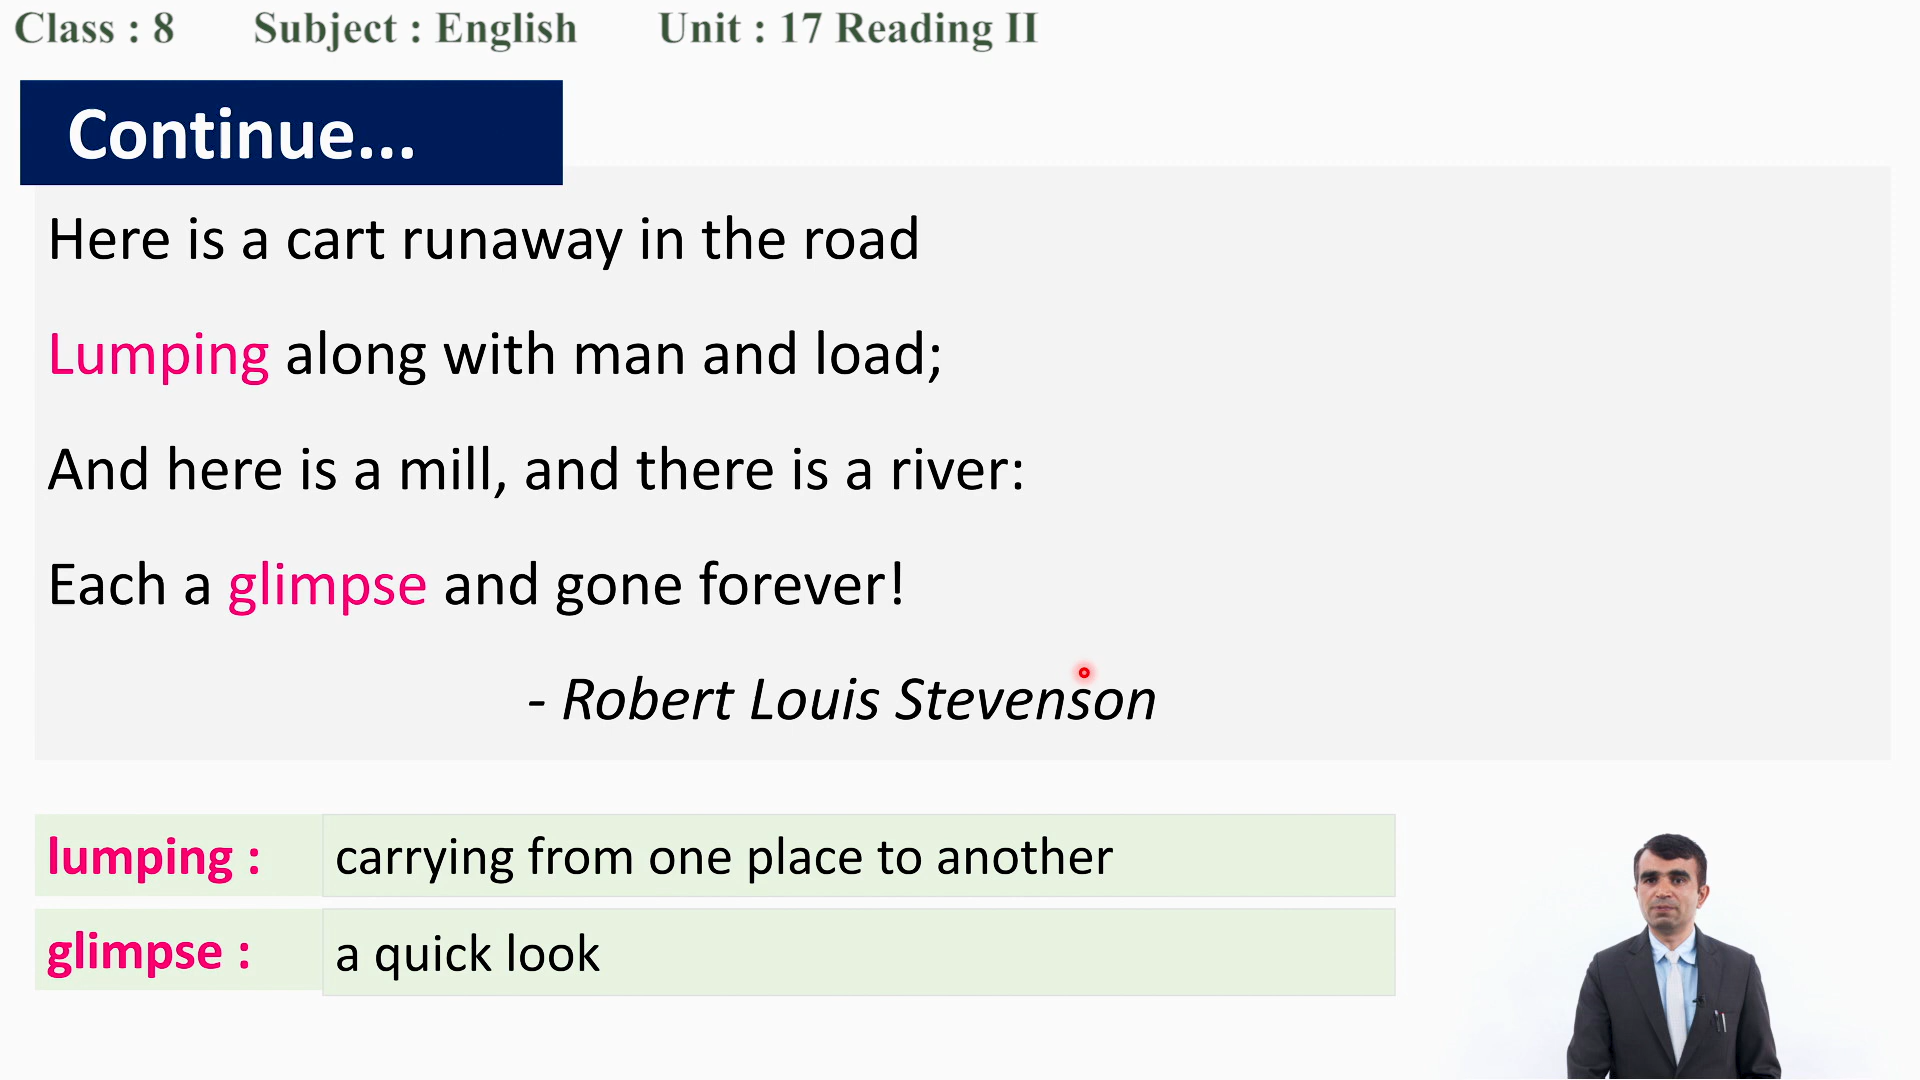 Class : 8 Subject : English Unit : 17 Reading II
Continue...
Here is a cart runaway in the road
Lumping along with man and load;
And here is a mill, and there is a river:
Each a glimpse and gone forever!
- Robert Louis Stevenson
lumping : carrying from one place to another
glimpse : a quick look